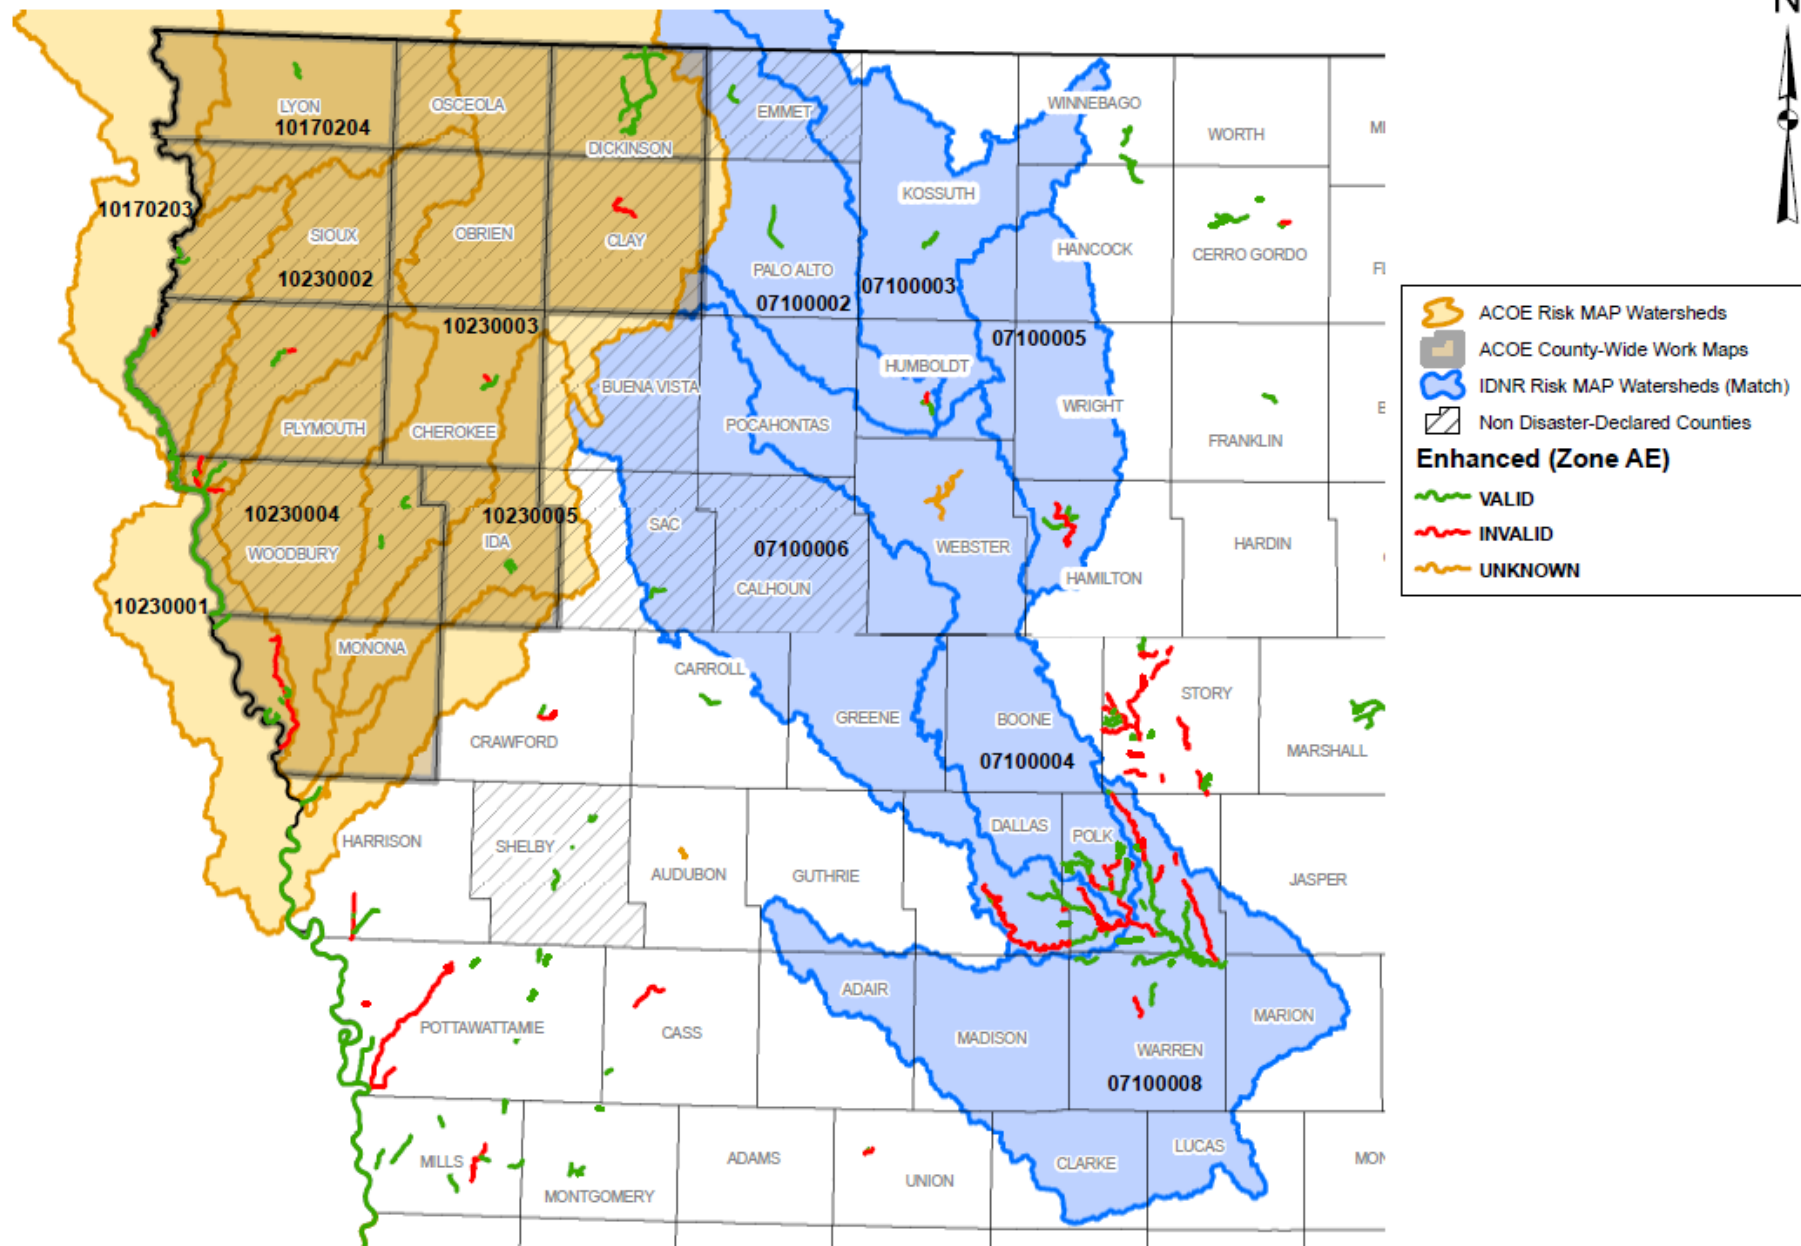 N
LYON
10170204
OSCEOLA
DICKINSON
EMMET
WINNEBAGO
WORTH
MI
10170203
SIOUX
10230002
OBRIEN
CLAY
PALO ALTO
07100002
KOSSUTH
07100003
HANCOCK
CERRO GORDO
FL
10230003
PLYMOUTH
CHEROKEE
BUENA VISTA
POCAHONTAS
HUMBOLDT
07100005
WRIGHT
FRANKLIN
10230004
WOODBURY
10230005
IDA
SAC
07100006
CALHOUN
WEBSTER
HAMILTON
HARDIN
10230001
MONONA
CRAWFORD
CARROLL
GREENE
BOONE
07100004
STORY
MARSHALL
HARRISON
SHELBY
AUDUBON
GUTHRIE
DALLAS
POLK
JASPER
POTTAWATTAMIE
CASS
ADAIR
MADISON
WARREN
07100008
MARION
MILLS
MONTGOMERY
ADAMS
UNION
CLARKE
LUCAS
MON
ACOE Risk MAP Watersheds
ACOE County-Wide Work Maps
IDNR Risk MAP Watersheds (Match)
Non Disaster-Declared Counties
Enhanced (Zone AE)
VALID
INVALID
UNKNOWN